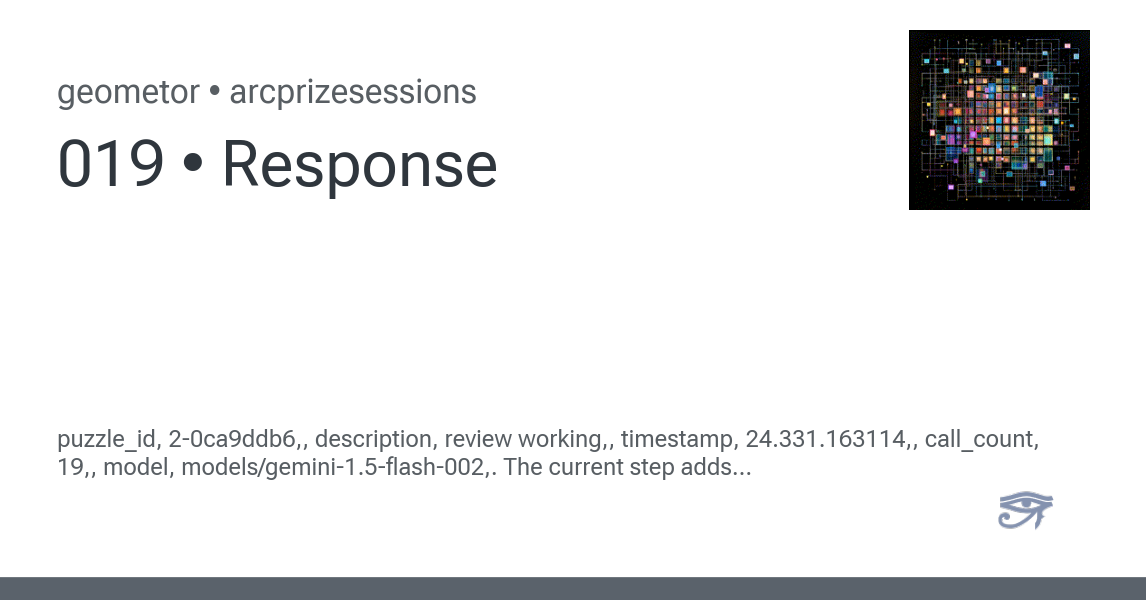 geometor • arcprizesessions
019 • Response
puzzle_id, 2-0ca9ddb6,, description, review working,, timestamp, 24.331.163114,, call_count,
19,, model, models/gemini-1.5-flash-002,. The current step adds...